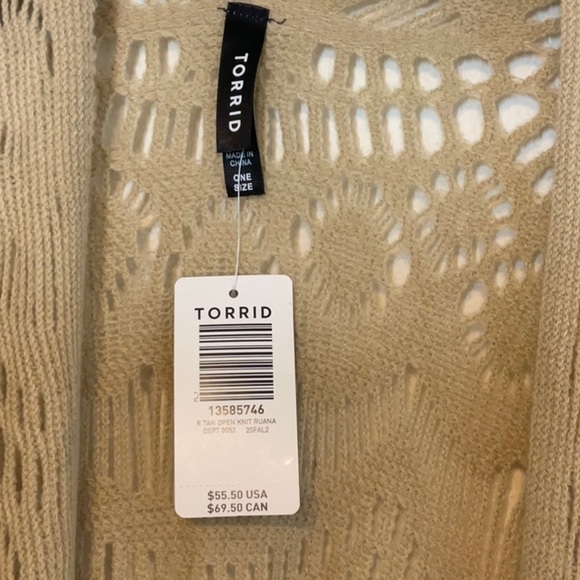 TORRID
MADE IN
CHINA
ONE
SIZE
TORRID
13585746
R TAN OPEN KNIT RUANA
DEPT 0053 20FAL2
$55.50 USA
$69.50 CAN